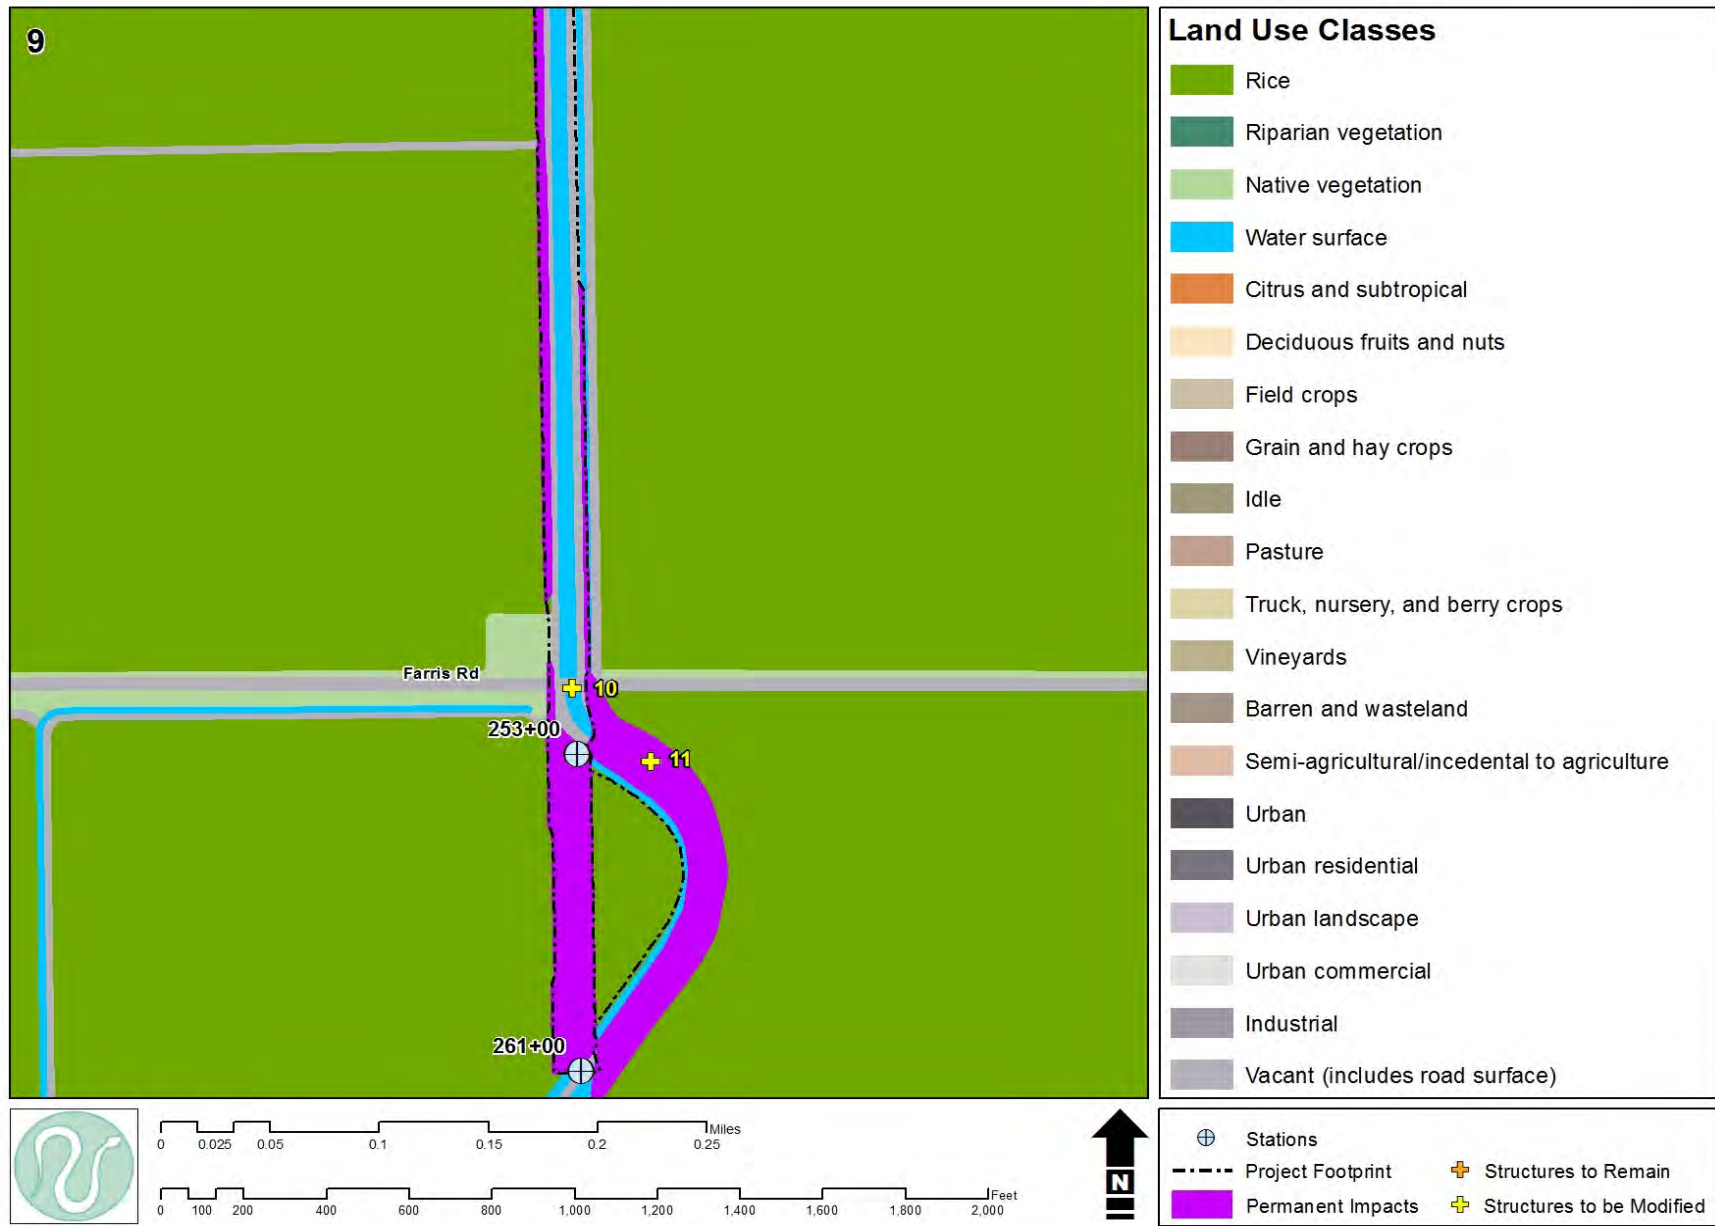 9
Farris Rd
10
253+00
11
261+00
Land Use Classes
Rice
Riparian vegetation
Native vegetation
Water surface
Citrus and subtropical
Deciduous fruits and nuts
Field crops
Grain and hay crops
Idle
Pasture
Truck, nursery, and berry crops
Vineyards
Barren and wasteland
Semi-agricultural/incedental to agriculture
Urban
Urban residential
Urban landscape
Urban commercial
Industrial
Vacant (includes road surface)
Miles
0 0.025 0.05 0.1 0.15 0.2 0.25
Feet
0 100 200 400 600 800 1,000 1,200 1,400 1,600 1,800 2,000
N
Stations
Project Footprint
Structures to Remain
Permanent Impacts
Structures to be Modified